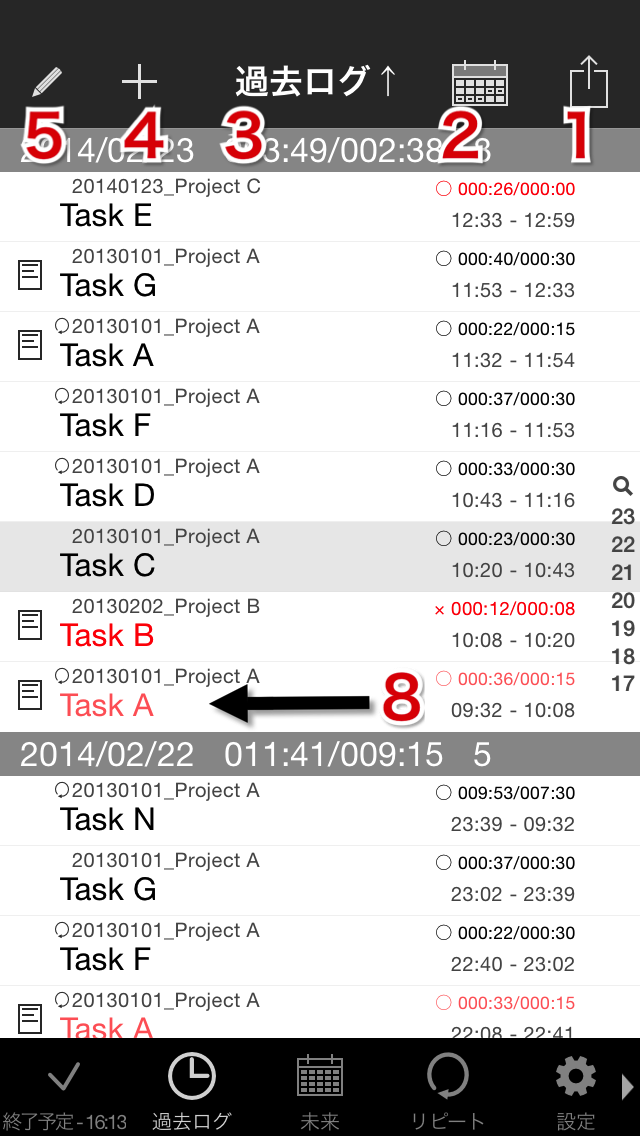 過去ログ↑
5 4 3 2 1
2014/02/23 003:49/002:38 8
20140123_Project C ○ 000:26/000:00
Task E 12:33 - 12:59
20130101_Project A ○ 000:40/000:30
Task G 11:53 - 12:33
20130101_Project A ○ 000:22/000:15
Task A 11:32 - 11:54
20130101_Project A ○ 000:37/000:30
Task F 11:16 - 11:53
20130101_Project A ○ 000:33/000:30
Task D 10:43 - 11:16
20130101_Project A ○ 000:23/000:30
Task C 10:20 - 10:43
20130202_Project B × 000:12/000:08
Task B 10:08 - 10:20
20130101_Project A ○ 000:36/000:15
Task A 09:32 - 10:08
8
23
22
21
20
19
18
17
2014/02/22 011:41/009:15 5
20130101_Project A ○ 009:53/007:30
Task N 23:39 - 09:32
20130101_Project A ○ 000:37/000:30
Task G 23:02 - 23:39
20130101_Project A ○ 000:22/000:30
Task F 22:40 - 23:02
20130101_Project A ○ 000:33/000:15
Task A 22:08 - 22:41
終了予定-16:13 過去ログ 未来 リピート 設定